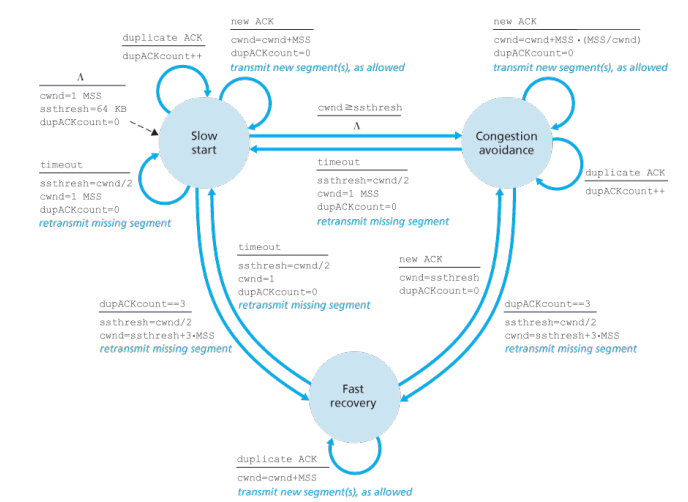 duplicate ACK
dupACKcount++
new ACK
cwnd=cwnd+MSS
dupACKcount=0
transmit new segment(s), as allowed
new ACK
cwnd=cwnd+MSS·(MSS/cwnd)
dupACKcount=0
transmit new segment(s), as allowed
Λ
cwnd=1 MSS
ssthresh=64 KB
dupACKcount=0
Slow
start
cwnd≥ssthresh
Λ
Congestion
avoidance
timeout
ssthresh=cwnd/2
cwnd=1 MSS
dupACKcount=0
retransmit missing segment
timeout
ssthresh=cwnd/2
cwnd=1 MSS
dupACKcount=0
retransmit missing segment
duplicate ACK
dupACKcount++
timeout
ssthresh=cwnd/2
cwnd=1
dupACKcount=0
retransmit missing segment
new ACK
cwnd=ssthresh
dupACKcount=0
dupACKcount==3
ssthresh=cwnd/2
cwnd=ssthresh+3·MSS
retransmit missing segment
dupACKcount==3
ssthresh=cwnd/2
cwnd=ssthresh+3·MSS
retransmit missing segment
Fast
recovery
duplicate ACK
cwnd=cwnd+MSS
transmit new segment(s), as allowed